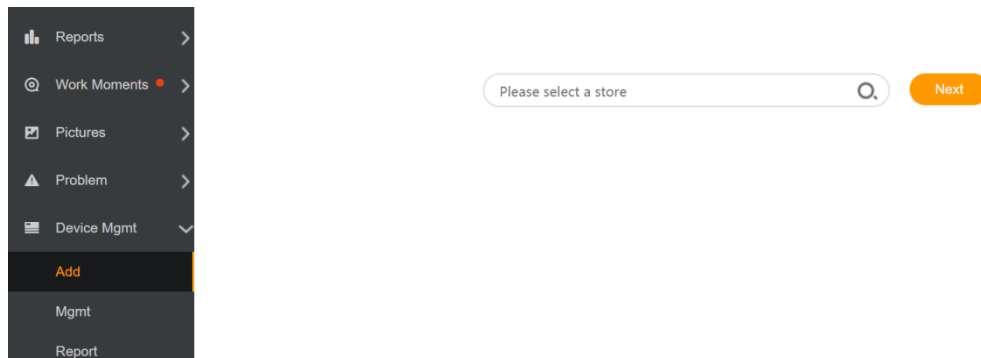 Reports
Work Moments
Pictures
Problem
Device Mgmt
Add
Mgmt
Report
Please select a store
Next